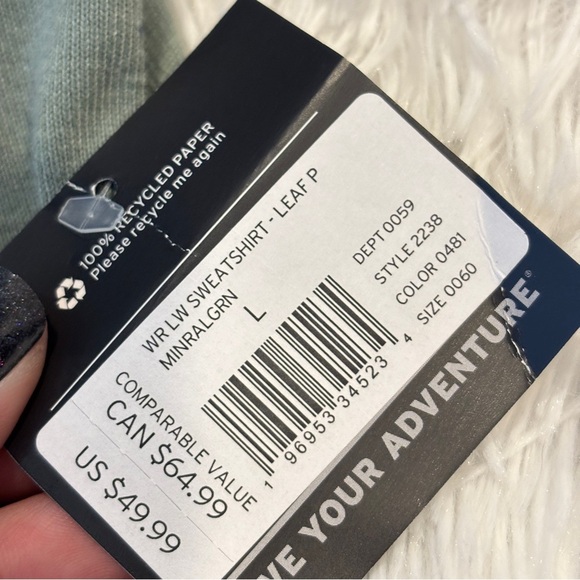 100% RECYCLED PAPER
Please recycle me again
WR LW SWEATSHIRT - LEAF P
MINRALGRN
L
DEPT 0059
STYLE 2238
COLOR 0481
SIZE 0060
1 96953 34523 4
COMPARABLE VALUE
CAN $64.99
US $49.99
VE YOUR ADVENTURE®